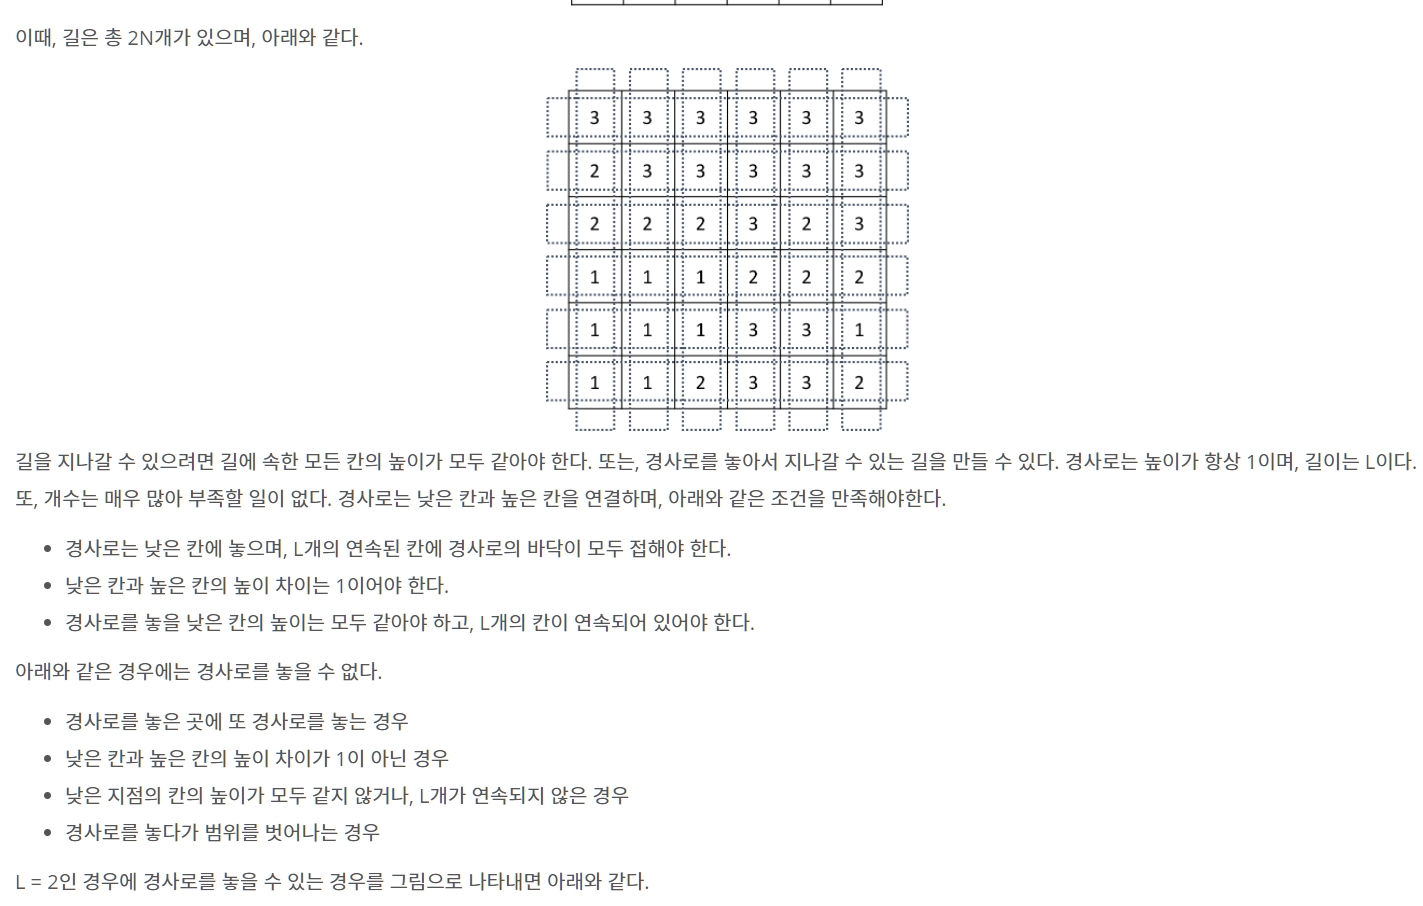 이때, 길은 총 2N개가 있으며, 아래와 같다.
3 3 3 3 3 3
2 3 3 3 3 3
2 2 2 3 2 3
1 1 1 2 2 2
1 1 1 3 3 1
1 1 2 3 3 2
길을 지나갈 수 있으려면 길에 속한 모든 칸의 높이가 모두 같아야 한다. 또는, 경사로를 놓아서 지나갈 수 있는 길을 만들 수 있다. 경사로는 높이가 항상 1이며, 길이는 L이다.
또, 개수는 매우 많아 부족할 일이 없다. 경사로는 낮은 칸과 높은 칸을 연결하며, 아래와 같은 조건을 만족해야한다.
• 경사로는 낮은 칸에 놓으며, L개의 연속된 칸에 경사로의 바닥이 모두 접해야 한다.
• 낮은 칸과 높은 칸의 높이 차이는 1이어야 한다.
• 경사로를 놓을 낮은 칸의 높이는 모두 같아야 하고, L개의 칸이 연속되어 있어야 한다.
아래와 같은 경우에는 경사로를 놓을 수 없다.
• 경사로를 놓은 곳에 또 경사로를 놓는 경우
• 낮은 칸과 높은 칸의 높이 차이가 1이 아닌 경우
• 낮은 지점의 칸의 높이가 모두 같지 않거나, L개가 연속되지 않은 경우
• 경사로를 놓다가 범위를 벗어나는 경우
L = 2인 경우에 경사로를 놓을 수 있는 경우를 그림으로 나타내면 아래와 같다.